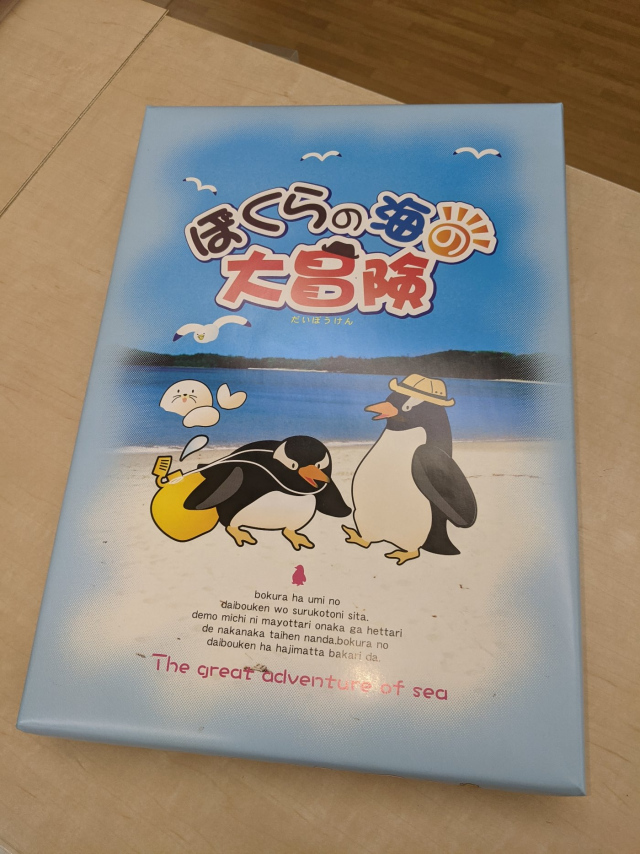 ぼくらの海の
大冒険
だいぼうけん
bokura ha umi no
daibouken wo surukotoni sita.
demo michi ni mayottari onaka ga hettari
de nakanaka taihen nanda.bokura no
daibouken ha hajimatta bakari da.
The great adventure of sea